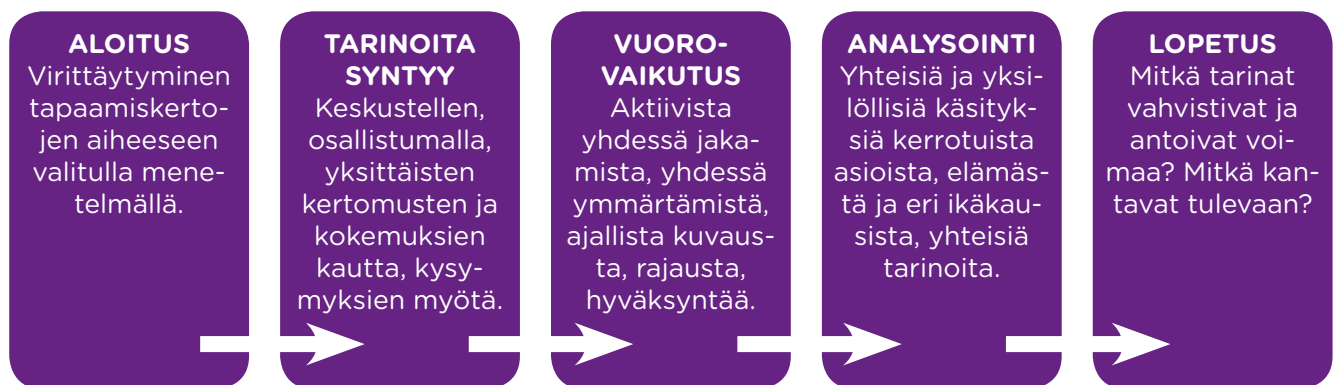 ALOITUS
Virittäytyminen
tapaamiskerto-
jen aiheeseen
valitulla mene-
telmällä.
TARINOITA
SYNTYY
Keskustellen,
osallistumalla,
yksittäisten
kertomusten ja
kokemuksien
kautta, kysy-
myksien myötä.
VUORO-
VAIKUTUS
Aktiivista
yhdessä jaka-
mista, yhdessä
ymmärtämistä,
ajallista kuvaus-
ta, rajausta,
hyväksyntää.
ANALYSOINTI
Yhteisiä ja yksi-
löllisiä käsityk-
siä kerrotuista
asioista, elämäs-
tä ja eri ikäkau-
sista, yhteisiä
tarinoita.
LOPETUS
Mitkä tarinat
vahvistivat ja
antoivat voi-
maa? Mitkä kan-
tavat tulevaan?